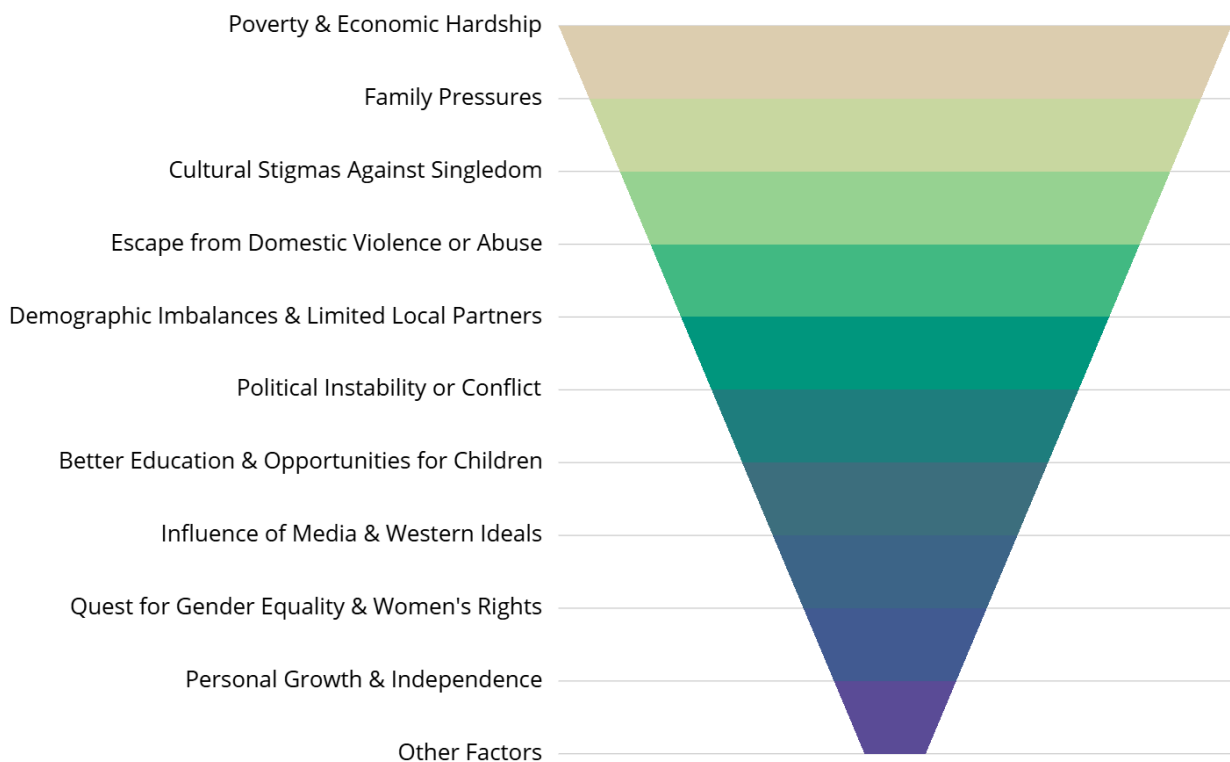 Poverty & Economic Hardship
Family Pressures
Cultural Stigmas Against Singledom
Escape from Domestic Violence or Abuse
Demographic Imbalances & Limited Local Partners
Political Instability or Conflict
Better Education & Opportunities for Children
Influence of Media & Western Ideals
Quest for Gender Equality & Women's Rights
Personal Growth & Independence
Other Factors